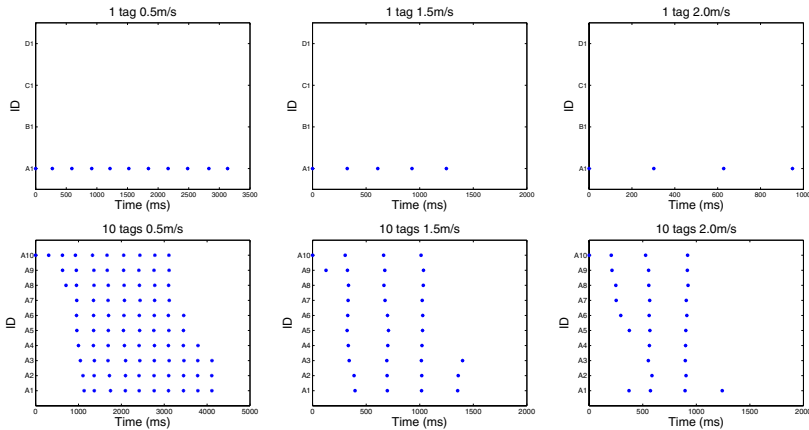 1 tag 0.5m/s
1 tag 1.5m/s
1 tag 2.0m/s
D1
C1
B1
A1
ID
0 500 1000 1500 2000 2500 3000 3500
Time (ms)
D1
C1
B1
A1
ID
0 500 1000 1500 2000
Time (ms)
D1
C1
B1
A1
ID
0 200 400 600 800 1000
Time (ms)
10 tags 0.5m/s
10 tags 1.5m/s
10 tags 2.0m/s
A10
A9
A8
A7
A6
A5
A4
A3
A2
A1
ID
0 1000 2000 3000 4000 5000
Time (ms)
A10
A9
A8
A7
A6
A5
A4
A3
A2
A1
ID
0 500 1000 1500 2000
Time (ms)
A10
A9
A8
A7
A6
A5
A4
A3
A2
A1
ID
0 500 1000 1500 2000
Time (ms)